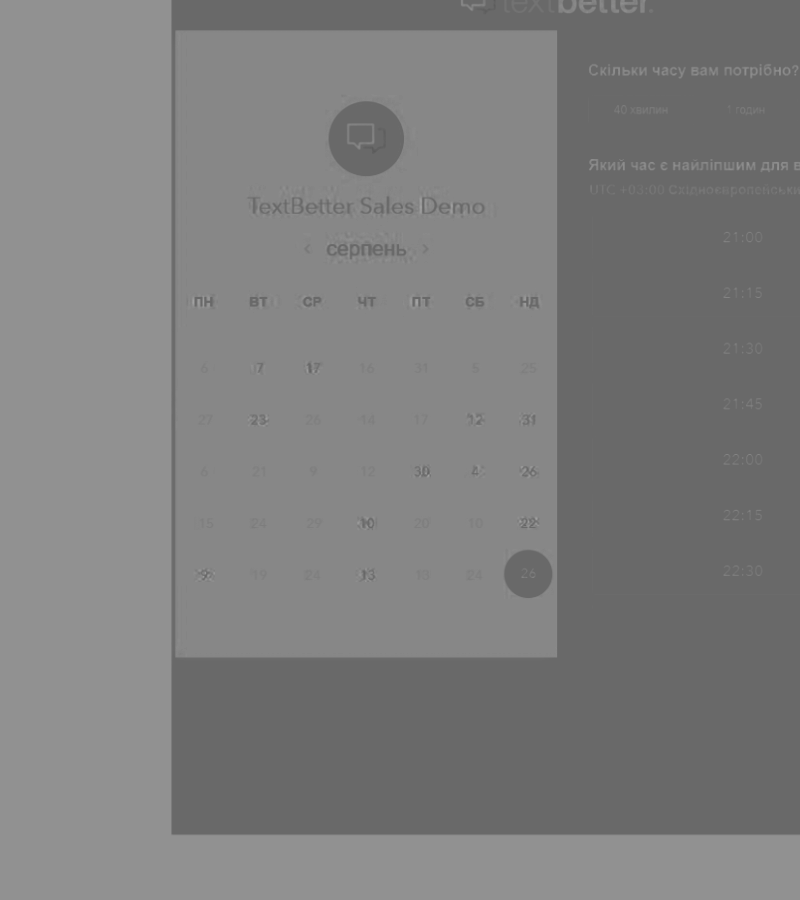 textbetter.
TextBetter Sales Demo
‹ серпень ›
ПН ВТ СР ЧТ ПТ СБ НД
6 7 17 16 31 5 25
27 23 26 14 17 12 31
6 21 9 12 30 4 26
15 24 29 10 20 10 22
9 19 24 13 13 24 26
Скільки часу вам потрібно?
40 хвилин 1 годин
Який час є найліпшим для в
UTC +03:00 Східноєвропейськи
21:00
21:15
21:30
21:45
22:00
22:15
22:30